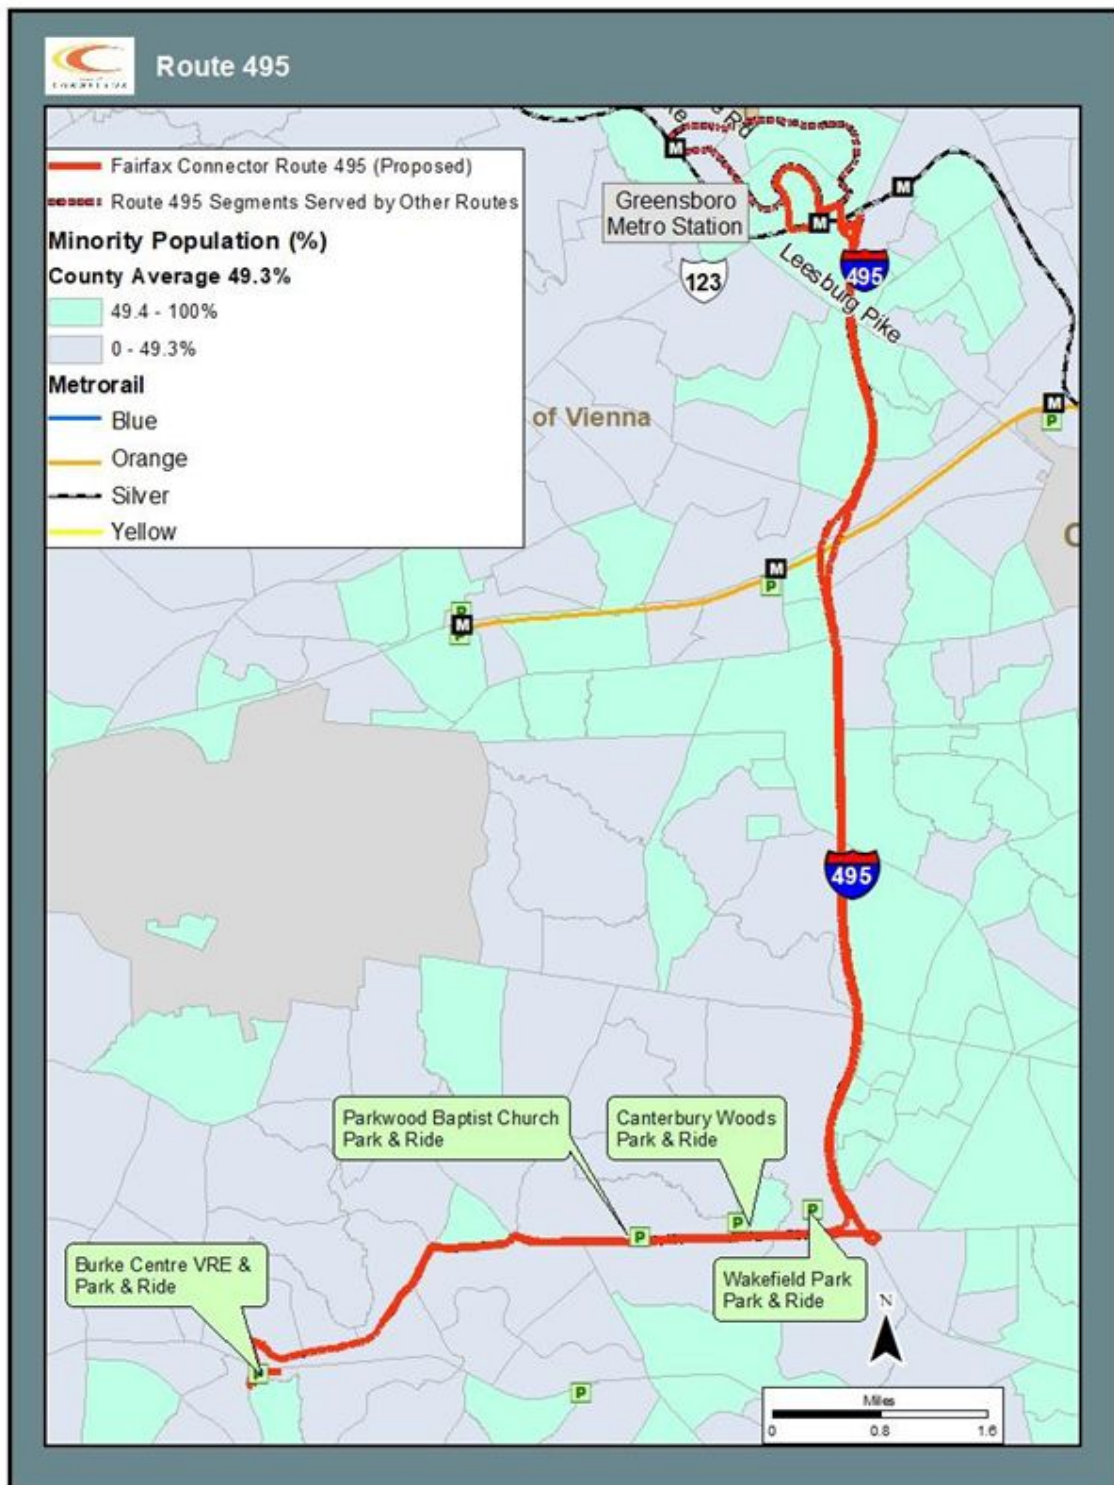 Route 495
Fairfax Connector Route 495 (Proposed)
Route 495 Segments Served by Other Routes
Minority Population (%)
County Average 49.3%
49.4 - 100%
0 - 49.3%
Metrorail
Blue
Orange
Silver
Yellow
Rd
M
M
Greensboro
Metro Station
M
123
495
Leesburg Pike
of Vienna
M
P
C
M
P
P
M
P
495
Parkwood Baptist Church
Park & Ride
Canterbury Woods
Park & Ride
P
P
P
Burke Centre VRE &
Park & Ride
Wakefield Park
Park & Ride
N
P
P
Miles
0 0.8 1.6